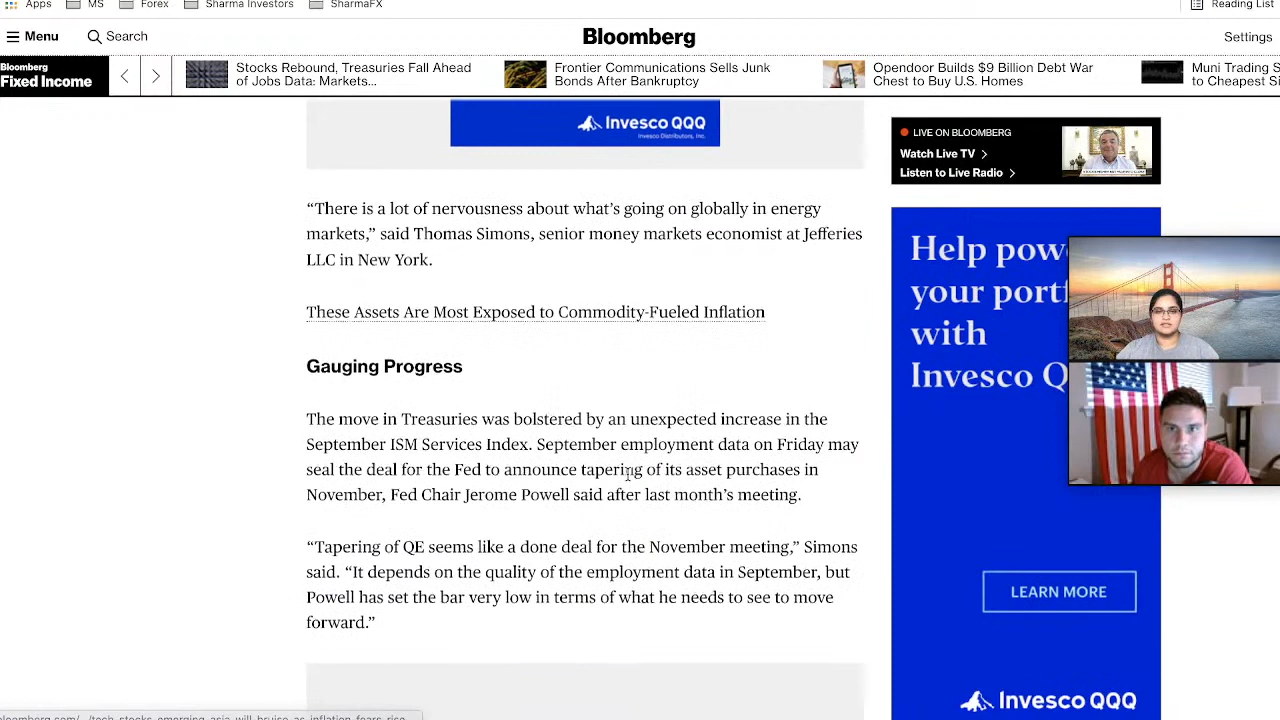 Apps MS Forex Sharma Investors SharmaFX Reading List
Menu Search Bloomberg Settings
Bloomberg
Fixed Income
Stocks Rebound, Treasuries Fall Ahead
of Jobs Data: Markets...
Frontier Communications Sells Junk
Bonds After Bankruptcy
Opendoor Builds $9 Billion Debt War
Chest to Buy U.S. Homes
Muni Trading S
to Cheapest S
Invesco QQQ
Invesco Distributors, Inc.
LIVE ON BLOOMBERG
Watch Live TV
Listen to Live Radio
“There is a lot of nervousness about what’s going on globally in energy
markets,” said Thomas Simons, senior money markets economist at Jefferies
LLC in New York.
These Assets Are Most Exposed to Commodity-Fueled Inflation
Gauging Progress
The move in Treasuries was bolstered by an unexpected increase in the
September ISM Services Index. September employment data on Friday may
seal the deal for the Fed to announce tapering of its asset purchases in
November, Fed Chair Jerome Powell said after last month’s meeting.
“Tapering of QE seems like a done deal for the November meeting,” Simons
said. “It depends on the quality of the employment data in September, but
Powell has set the bar very low in terms of what he needs to see to move
forward.”
Help pow
your portf
with
Invesco Q
LEARN MORE
Invesco QQQ